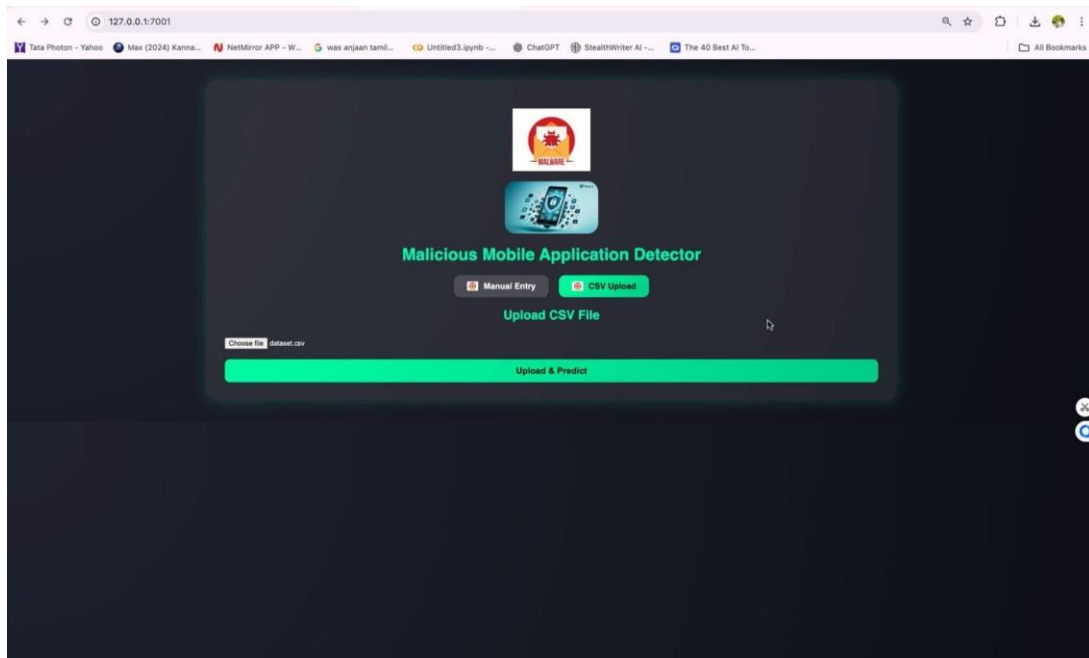 127.0.0.1:7001
Tata Photon - Yahoo Max (2024) Kanna... NetMirror APP - W... was anjaan tamil... Untitled3.ipynb -... ChatGPT StealthWriter AI -... The 40 Best AI To... All Bookmarks
MALWARE
Malicious Mobile Application Detector
Manual Entry CSV Upload
Upload CSV File
Choose file dataset.csv
Upload & Predict